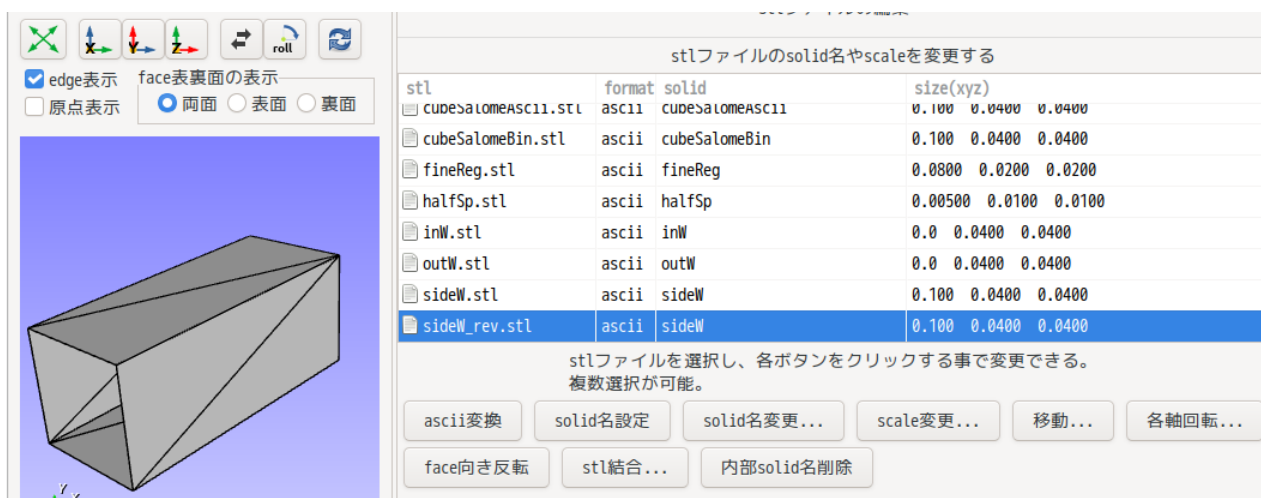 X Y Z roll
edge表示
face表裏面の表示
原点表示
両面 表面 裏面
stlファイルのsolid名やscaleを変更する
stl format solid size(xyz)
cubeSalomeAscii.stl ascii cubeSalomeAscii 0.100 0.0400 0.0400
cubeSalomeBin.stl ascii cubeSalomeBin 0.100 0.0400 0.0400
fineReg.stl ascii fineReg 0.0800 0.0200 0.0200
halfSp.stl ascii halfSp 0.00500 0.0100 0.0100
inW.stl ascii inW 0.0 0.0400 0.0400
outW.stl ascii outW 0.0 0.0400 0.0400
sideW.stl ascii sideW 0.100 0.0400 0.0400
sideW_rev.stl ascii sideW 0.100 0.0400 0.0400
stlファイルを選択し、各ボタンをクリックする事で変更できる。
複数選択が可能。
ascii変換 solid名設定 solid名変更... scale変更... 移動... 各軸回転...
face向き反転 stl結合... 内部solid名削除
Y